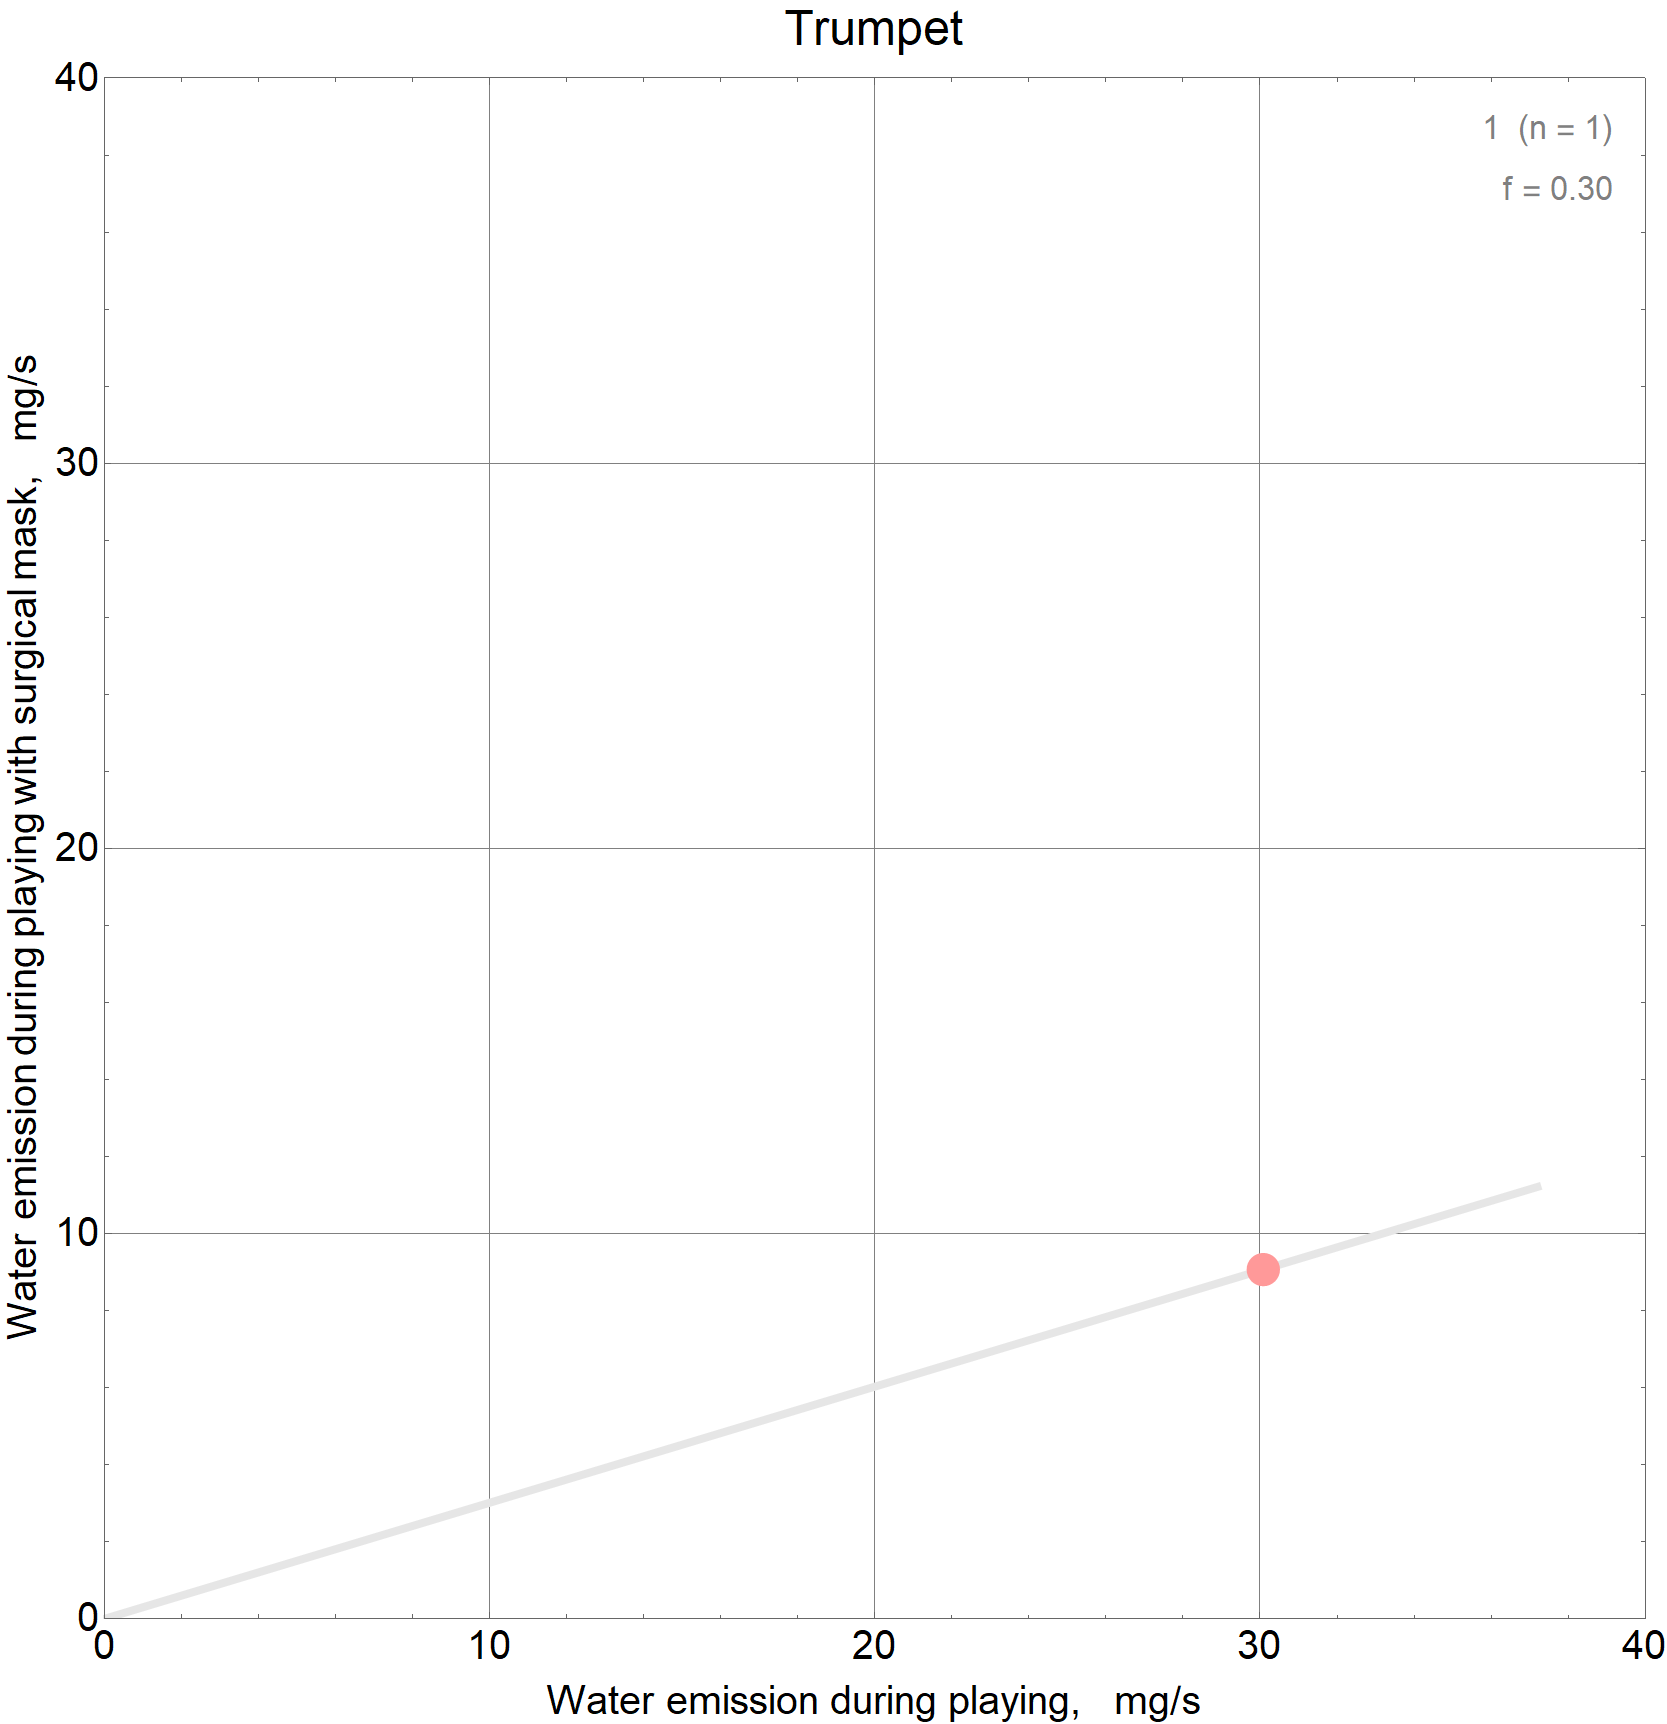 Trumpet
1 (n = 1)
f = 0.30
Water emission during playing with surgical mask, mg/s
40
30
20
10
0
0 10 20 30 40
Water emission during playing, mg/s